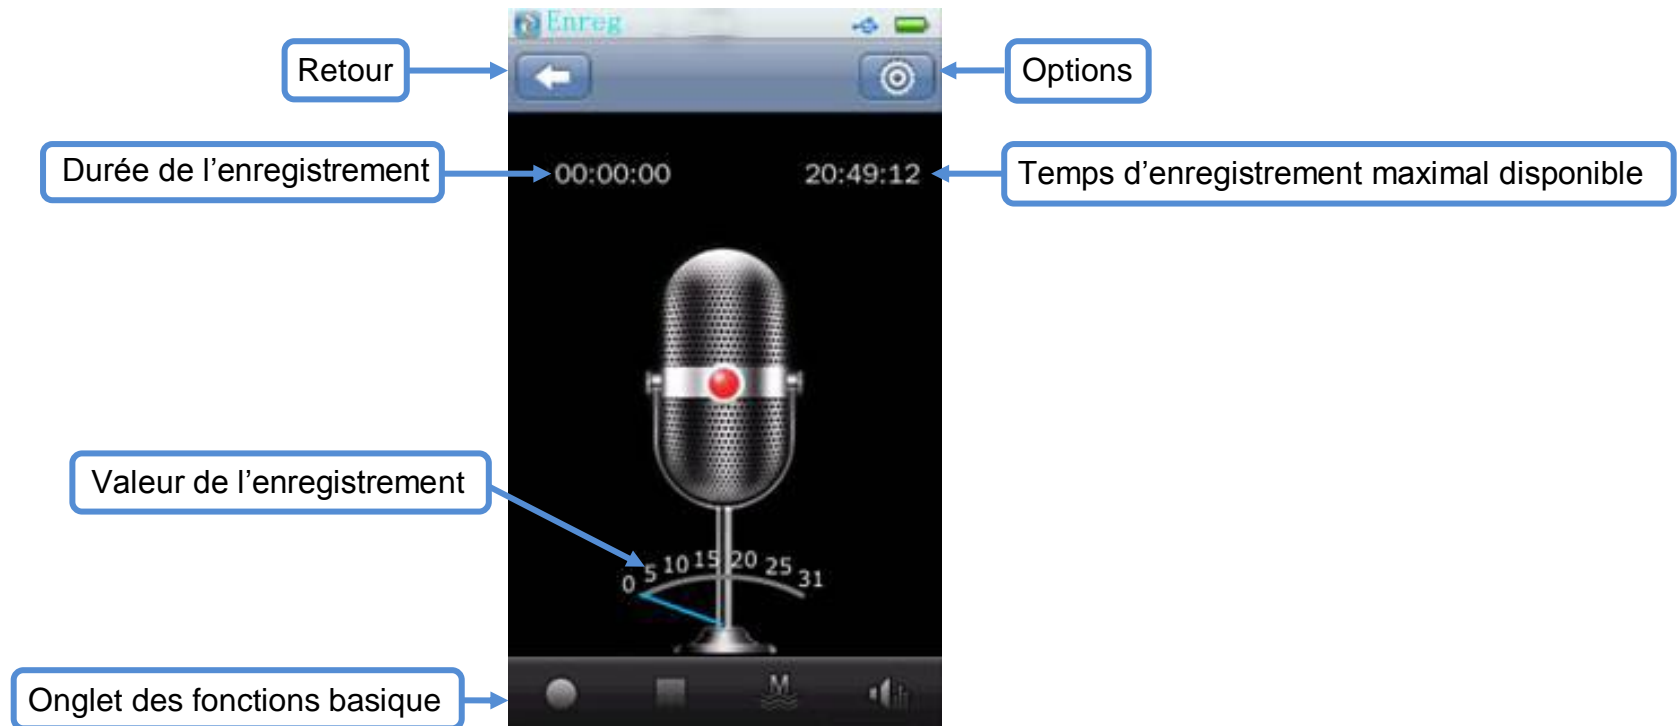 Enreg
Retour
Options
Durée de l’enregistrement
00:00:00
20:49:12
Temps d’enregistrement maximal disponible
Valeur de l’enregistrement
0 5 10 15 20 25 31
Onglet des fonctions basique
M